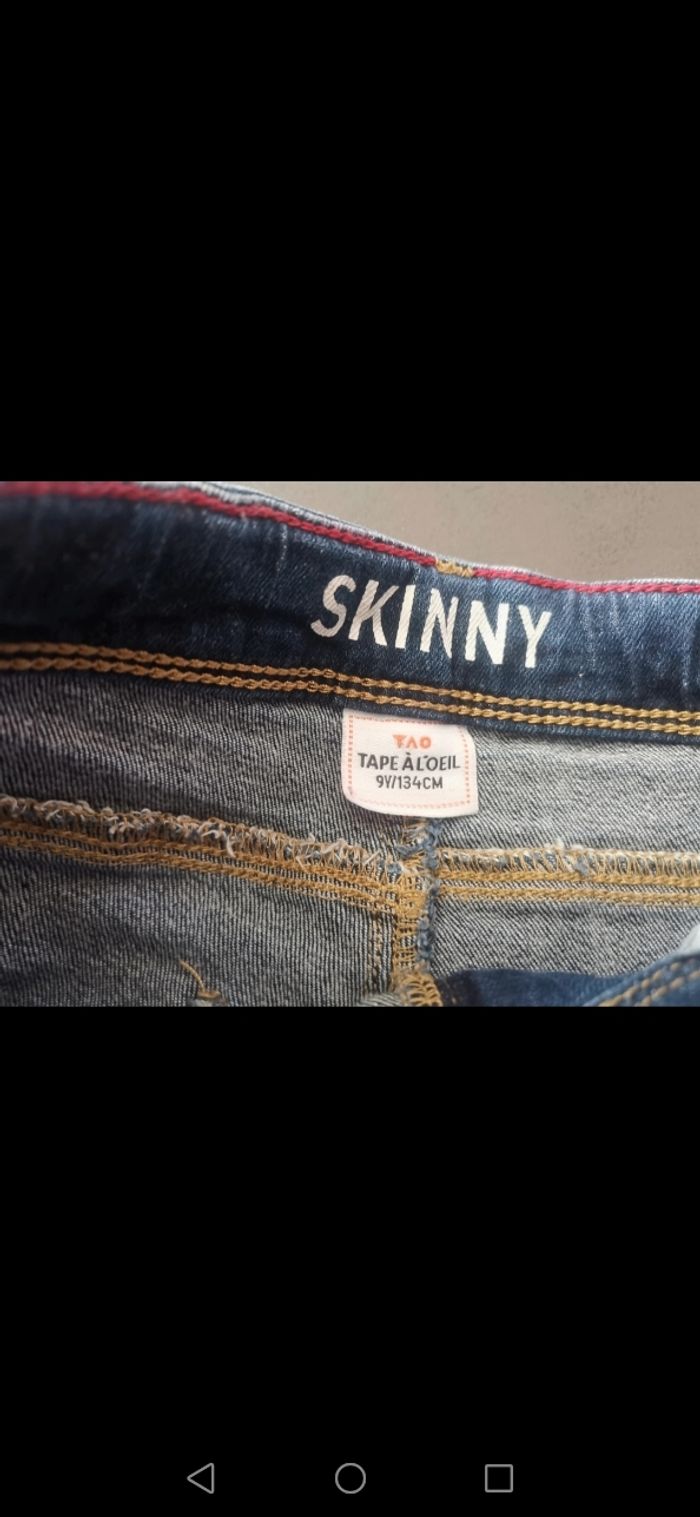 SKINNY
TAO
TAPE À L'OEIL
9Y/134CM